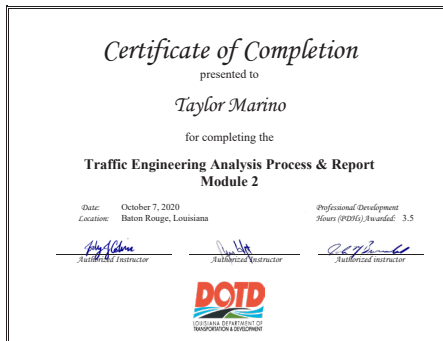 Certificate of Completion
presented to
Taylor Marino
for completing the
Traffic Engineering Analysis Process & Report
Module 2
Date: October 7, 2020
Location: Baton Rouge, Louisiana
Professional Development
Hours (PDHs) Awarded: 3.5
Authorized Instructor
Authorized Instructor
Authorized instructor
DOTD
LOUISIANA DEPARTMENT OF
TRANSPORTATION & DEVELOPMENT